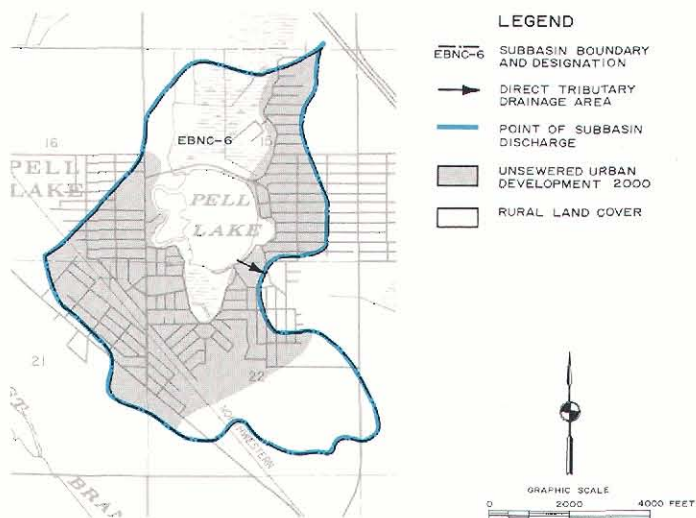 LEGEND
EBNC-6 SUBBASIN BOUNDARY
AND DESIGNATION
DIRECT TRIBUTARY
DRAINAGE AREA
POINT OF SUBBASIN
DISCHARGE
UNSEWERED URBAN
DEVELOPMENT 2000
RURAL LAND COVER
EBNC-6
16
15
PELL
LAKE
PELL
LAKE
21
22
NORTHWESTERN
BRAN
GRAPHIC SCALE
0 2000 4000 FEET